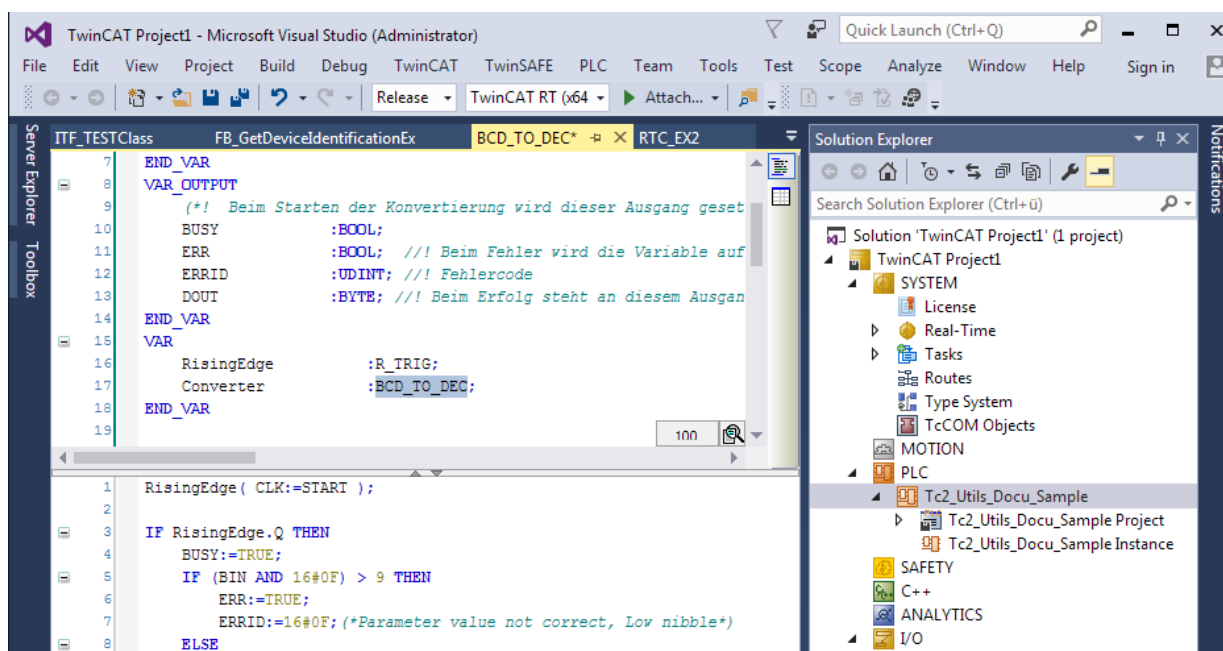 TwinCAT Project1 - Microsoft Visual Studio (Administrator)
Quick Launch (Ctrl+Q)
File Edit View Project Build Debug TwinCAT TwinSAFE PLC Team Tools Test Scope Analyze Window Help Sign in
Release TwinCAT RT (x64 Attach...
Server Explorer
Toolbox
ITF_TESTClass FB_GetDeviceIdentificationEx BCD_TO_DEC* RTC_EX2
7 END_VAR
8 VAR_OUTPUT
9 (*! Beim Starten der Konvertierung wird dieser Ausgang geset
10 BUSY :BOOL;
11 ERR :BOOL; //! Beim Fehler wird die Variable auf
12 ERRID :UDINT; //! Fehlercode
13 DOUT :BYTE; //! Beim Erfolg steht an diesem Ausgan
14 END_VAR
15 VAR
16 RisingEdge :R_TRIG;
17 Converter :BCD_TO_DEC;
18 END_VAR
19
100
1 RisingEdge( CLK:=START );
2
3 IF RisingEdge.Q THEN
4 BUSY:=TRUE;
5 IF (BIN AND 16#0F) > 9 THEN
6 ERR:=TRUE;
7 ERRID:=16#0F;(*Parameter value not correct, Low nibble*)
8 ELSE
Solution Explorer
Search Solution Explorer (Ctrl+ü)
Solution 'TwinCAT Project1' (1 project)
TwinCAT Project1
SYSTEM
License
Real-Time
Tasks
Routes
Type System
TcCOM Objects
MOTION
PLC
Tc2_Utils_Docu_Sample
Tc2_Utils_Docu_Sample Project
Tc2_Utils_Docu_Sample Instance
SAFETY
C++
ANALYTICS
I/O
Notifications